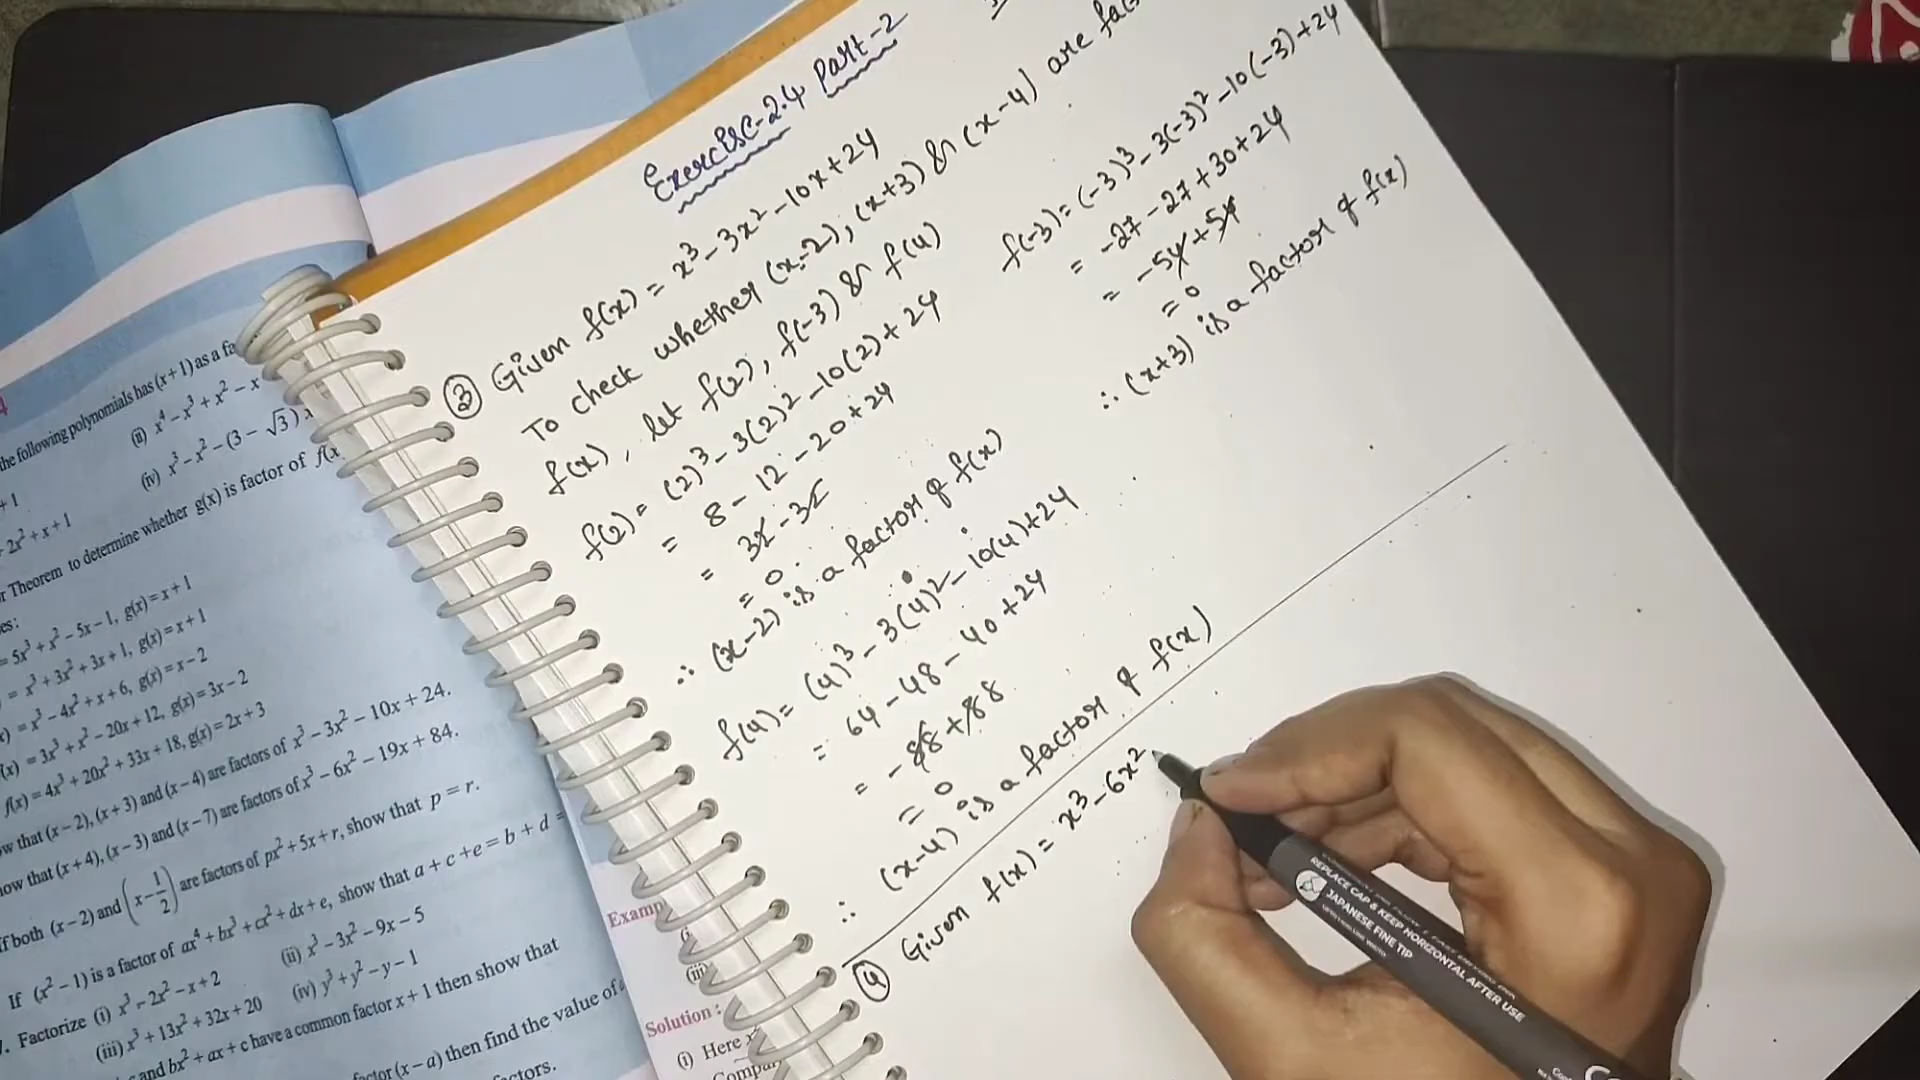 Exercise-2.4 Part-2
③ Given f(x) = x³-3x²-10x+24
To check whether (x-2), (x+3) & (x-4) are
f(x), let f(2), f(-3) & f(4)
f(2) = (2)³-3(2)²-10(2)+24
= 8-12-20+24
= 32-32
= 0
∴ (x-2) is a factor of f(x)
f(-3) = (-3)³-3(-3)²-10(-3)+24
= -27-27+30+24
= -54+54
= 0
∴ (x+3) is a factor of f(x)
f(4) = (4)³-3(4)²-10(4)+24
= 64-48-40+24
= -88+88
= 0
∴ (x-4) is a factor of f(x)
④ Given f(x) = x³-6x²
the following polynomials has (x+1) as a
+1
(ii) x⁴ - x³ + x² - x
2x² + x + 1
(iv) x³ - x² - (3 - √3)
Theorem to determine whether g(x) is factor of
= 5x³ + x² - 5x - 1, g(x) = x + 1
= x³ + 3x² + 3x + 1, g(x) = x + 1
= x³ - 4x² + x + 6, g(x) = x - 2
f(x) = 3x³ + x² - 20x + 12, g(x) = 3x - 2
f(x) = 4x³ + 20x² + 33x + 18, g(x) = 2x + 3
that (x - 2), (x + 3) and (x - 4) are factors of x³ - 3x² - 10x + 24.
that (x + 4), (x - 3) and (x - 7) are factors of x³ - 6x² - 19x + 84.
If both (x - 2) and (x - 1/2) are factors of px² + 5x + r, show that p = r.
If (x² - 1) is a factor of ax⁴ + bx³ + cx² + dx + e, show that a + c + e = b + d =
Factorize (i) x³ - 2x² - x + 2
(ii) x³ - 3x² - 9x - 5
(iii) x³ + 13x² + 32x + 20
(iv) y³ + y² - y - 1
and bx² + ax + c have a common factor x + 1 then show that
(x - a) then find the value of
Solution :
(i) Here